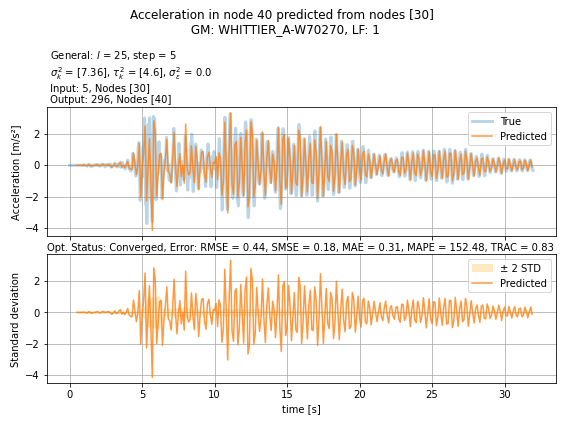 Acceleration in node 40 predicted from nodes [30]
GM: WHITTIER_A-W70270, LF: 1
General: l = 25, step = 5
σ²ₖ = [7.36], τ²ₖ = [4.6], σ²ₑ = 0.0
Input: 5, Nodes [30]
Output: 296, Nodes [40]
Acceleration [m/s²]
2
0
−2
−4
True
Predicted
Opt. Status: Converged, Error: RMSE = 0.44, SMSE = 0.18, MAE = 0.31, MAPE = 152.48, TRAC = 0.83
Standard deviation
2
0
−2
−4
± 2 STD
Predicted
0 5 10 15 20 25 30
time [s]